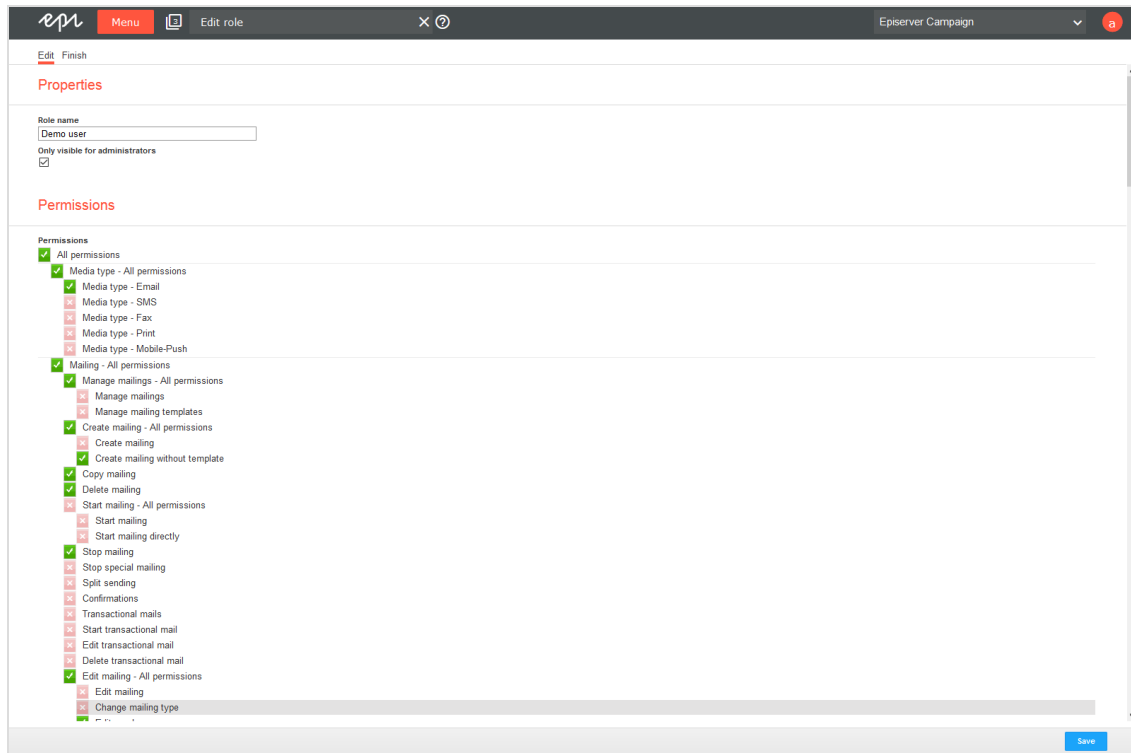 epi Menu 3 Edit role Episerver Campaign a
Edit Finish
Properties
Role name
Demo user
Only visible for administrators
Permissions
Permissions
All permissions
Media type - All permissions
Media type - Email
Media type - SMS
Media type - Fax
Media type - Print
Media type - Mobile-Push
Mailing - All permissions
Manage mailings - All permissions
Manage mailings
Manage mailing templates
Create mailing - All permissions
Create mailing
Create mailing without template
Copy mailing
Delete mailing
Start mailing - All permissions
Start mailing
Start mailing directly
Stop mailing
Stop special mailing
Split sending
Confirmations
Transactional mails
Start transactional mail
Edit transactional mail
Delete transactional mail
Edit mailing - All permissions
Edit mailing
Change mailing type
Save